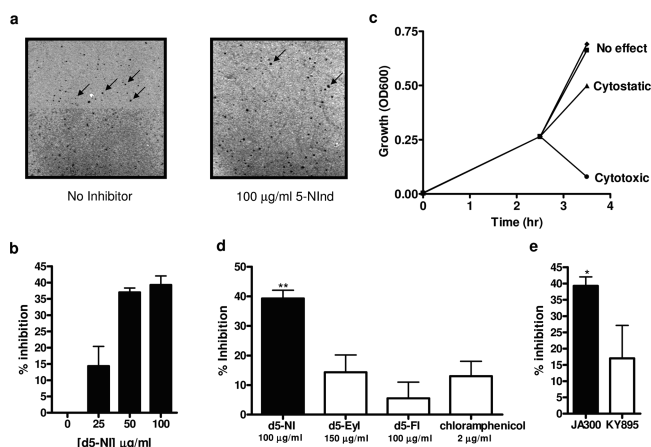 a
No Inhibitor
100 μg/ml 5-NInd
c
Growth (OD600)
0.75
0.50
0.25
0.00
0 1 2 3 4
Time (hr)
No effect
Cytostatic
Cytotoxic
b
% inhibition
45
40
35
30
25
20
15
10
5
0
0 25 50 100
[d5-NI] μg/ml
d
% Inhibition
50
40
30
20
10
0
**
d5-NI d5-Eyl d5-FI chloramphenicol
100 μg/ml 150 μg/ml 100 μg/ml 2 μg/ml
e
% inhibition
45
40
35
30
25
20
15
10
5
0
*
JA300 KY895